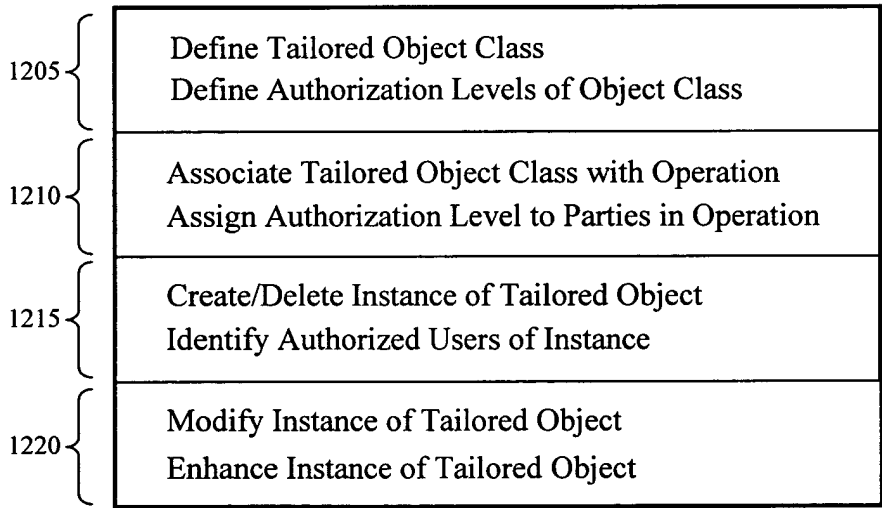 1205
Define Tailored Object Class
Define Authorization Levels of Object Class
1210
Associate Tailored Object Class with Operation
Assign Authorization Level to Parties in Operation
1215
Create/Delete Instance of Tailored Object
Identify Authorized Users of Instance
1220
Modify Instance of Tailored Object
Enhance Instance of Tailored Object